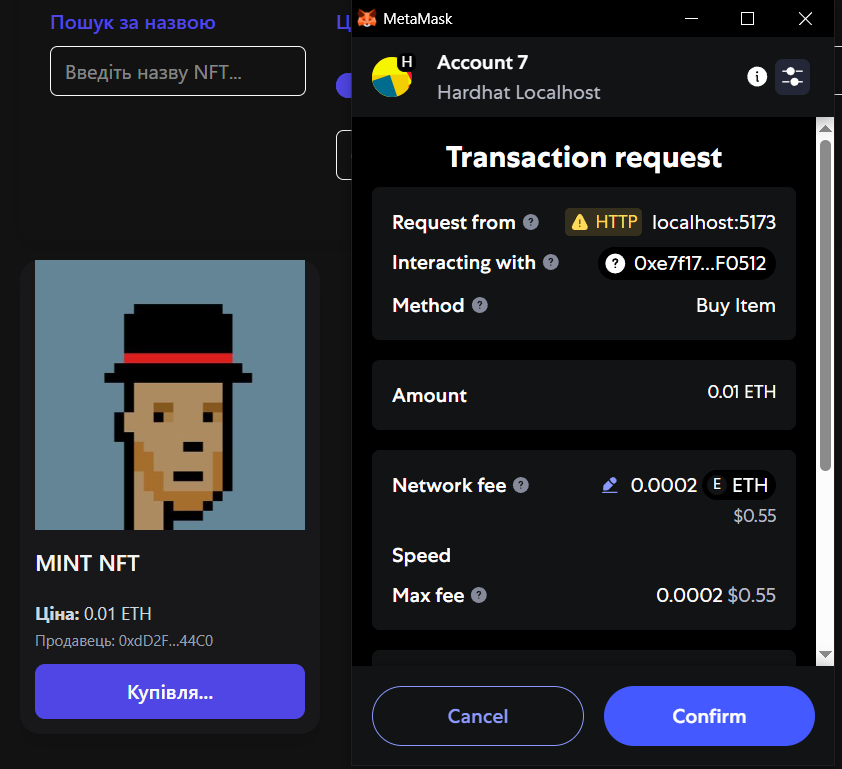 Пошук за назвою
Введіть назву NFT...
MINT NFT
Ціна: 0.01 ETH
Продавець: 0xdD2F...44C0
Купівля...
MetaMask
H
Account 7
Hardhat Localhost
Transaction request
Request from ? HTTP localhost:5173
Interacting with ? ? 0xe7f17...F0512
Method ? Buy Item
Amount 0.01 ETH
Network fee ? 0.0002 E ETH
$0.55
Speed
Max fee ? 0.0002 $0.55
Cancel
Confirm